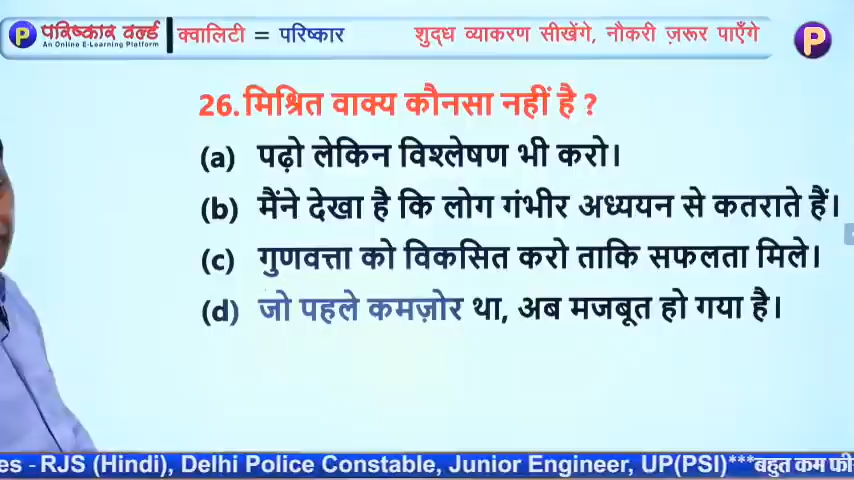 P परिष्कार वर्ल्ड
An Online E-Learning Platform
क्वालिटी = परिष्कार
शुद्ध व्याकरण सीखेंगे, नौकरी ज़रूर पाएँगे
P
26.मिश्रित वाक्य कौनसा नहीं है ?
(a) पढ़ो लेकिन विश्लेषण भी करो।
(b) मैंने देखा है कि लोग गंभीर अध्ययन से कतराते हैं।
(c) गुणवत्ता को विकसित करो ताकि सफलता मिले।
(d) जो पहले कमज़ोर था, अब मजबूत हो गया है।
es - RJS (Hindi), Delhi Police Constable, Junior Engineer, UP(PSI)***बहुत कम फी